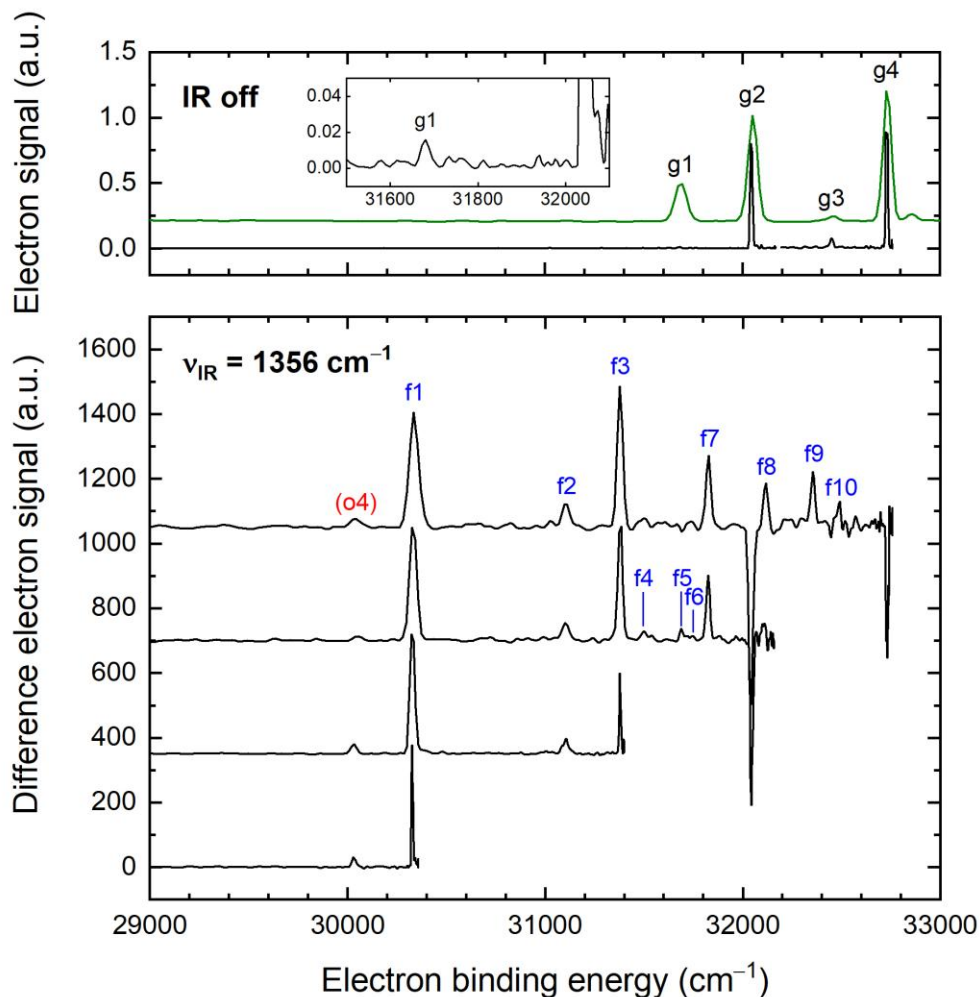 Electron signal (a.u.)
1.5
1.0
0.5
0.0
IR off
0.04
0.02
0.00
g1
31600
31800
32000
g1
g2
g3
g4
Difference electron signal (a.u.)
1600
1400
1200
1000
800
600
400
200
0
νIR = 1356 cm⁻¹
(o4)
f1
f2
f3
f4
f5
f6
f7
f8
f9
f10
29000
30000
31000
32000
33000
Electron binding energy (cm⁻¹)